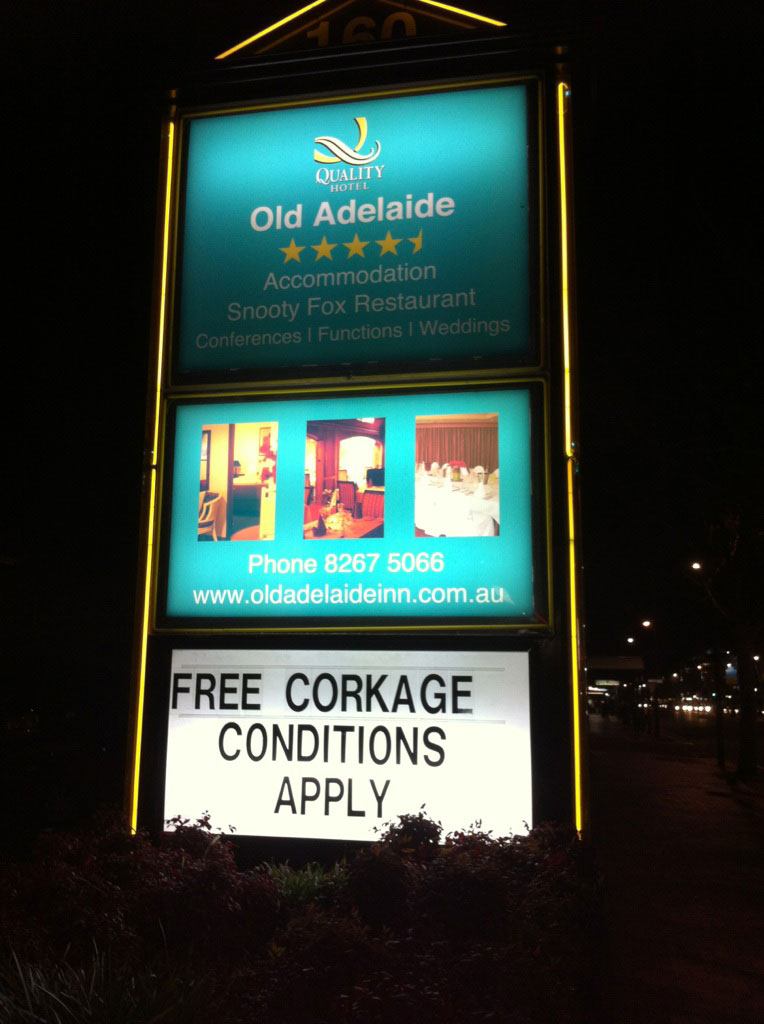 160
QUALITY
HOTEL
Old Adelaide
Accommodation
Snooty Fox Restaurant
Conferences | Functions | Weddings
Phone 8267 5066
www.oldadelaideinn.com.au
FREE CORKAGE
CONDITIONS
APPLY